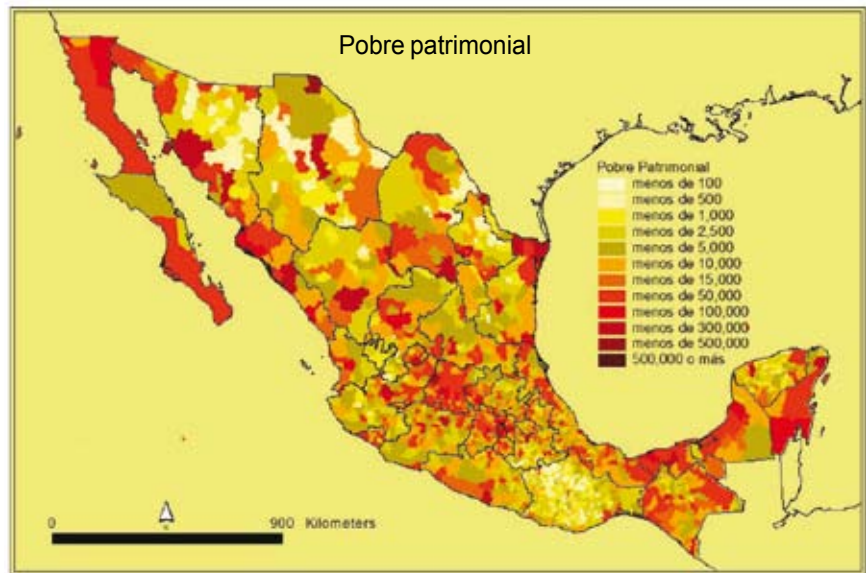 Pobre patrimonial
Pobre Patrimonial
menos de 100
menos de 500
menos de 1,000
menos de 2,500
menos de 5,000
menos de 10,000
menos de 15,000
menos de 50,000
menos de 100,000
menos de 300,000
menos de 500,000
500,000 o más
0 900 Kilometers